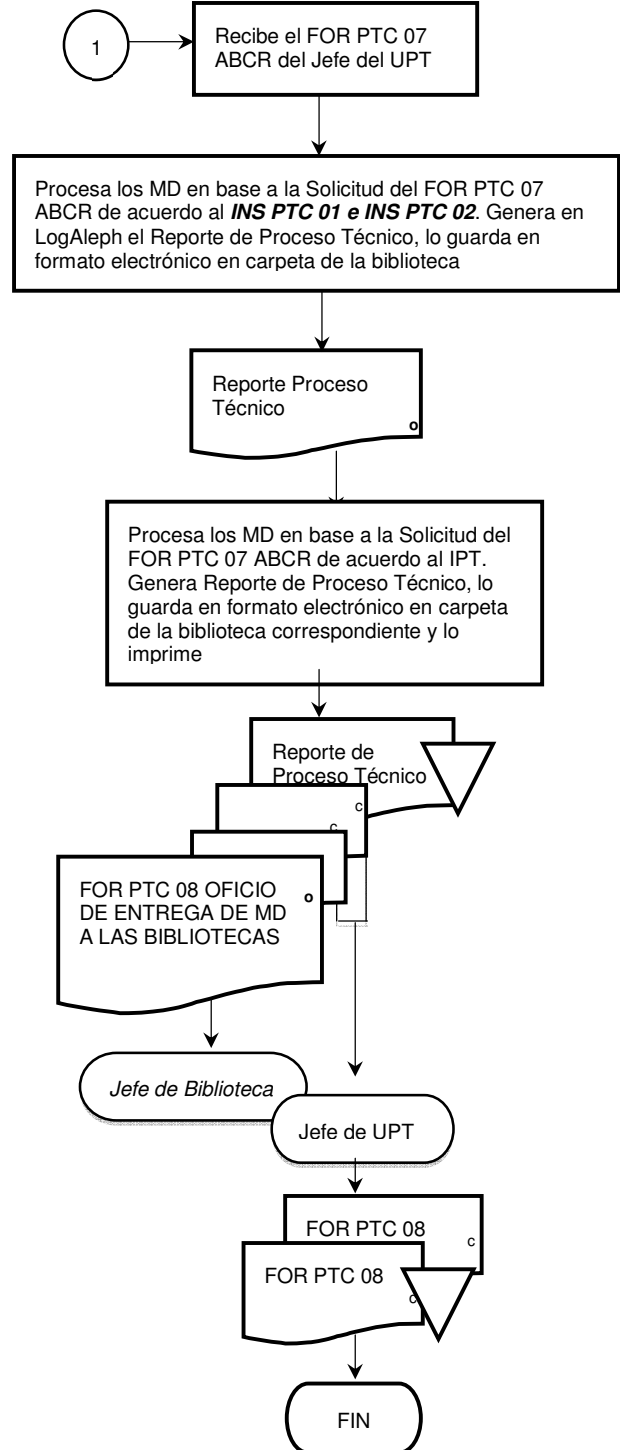 1
Recibe el FOR PTC 07
ABCR del Jefe del UPT
Procesa los MD en base a la Solicitud del FOR PTC 07
ABCR de acuerdo al INS PTC 01 e INS PTC 02. Genera en
LogAleph el Reporte de Proceso Técnico, lo guarda en
formato electrónico en carpeta de la biblioteca
Reporte Proceso
Técnico
o
Procesa los MD en base a la Solicitud del
FOR PTC 07 ABCR de acuerdo al IPT.
Genera Reporte de Proceso Técnico, lo
guarda en formato electrónico en carpeta
de la biblioteca correspondiente y lo
imprime
Reporte de
Proceso Técnico
c
c
FOR PTC 08 OFICIO
DE ENTREGA DE MD
A LAS BIBLIOTECAS
o
Jefe de Biblioteca
Jefe de UPT
FOR PTC 08
c
FOR PTC 08
c
FIN